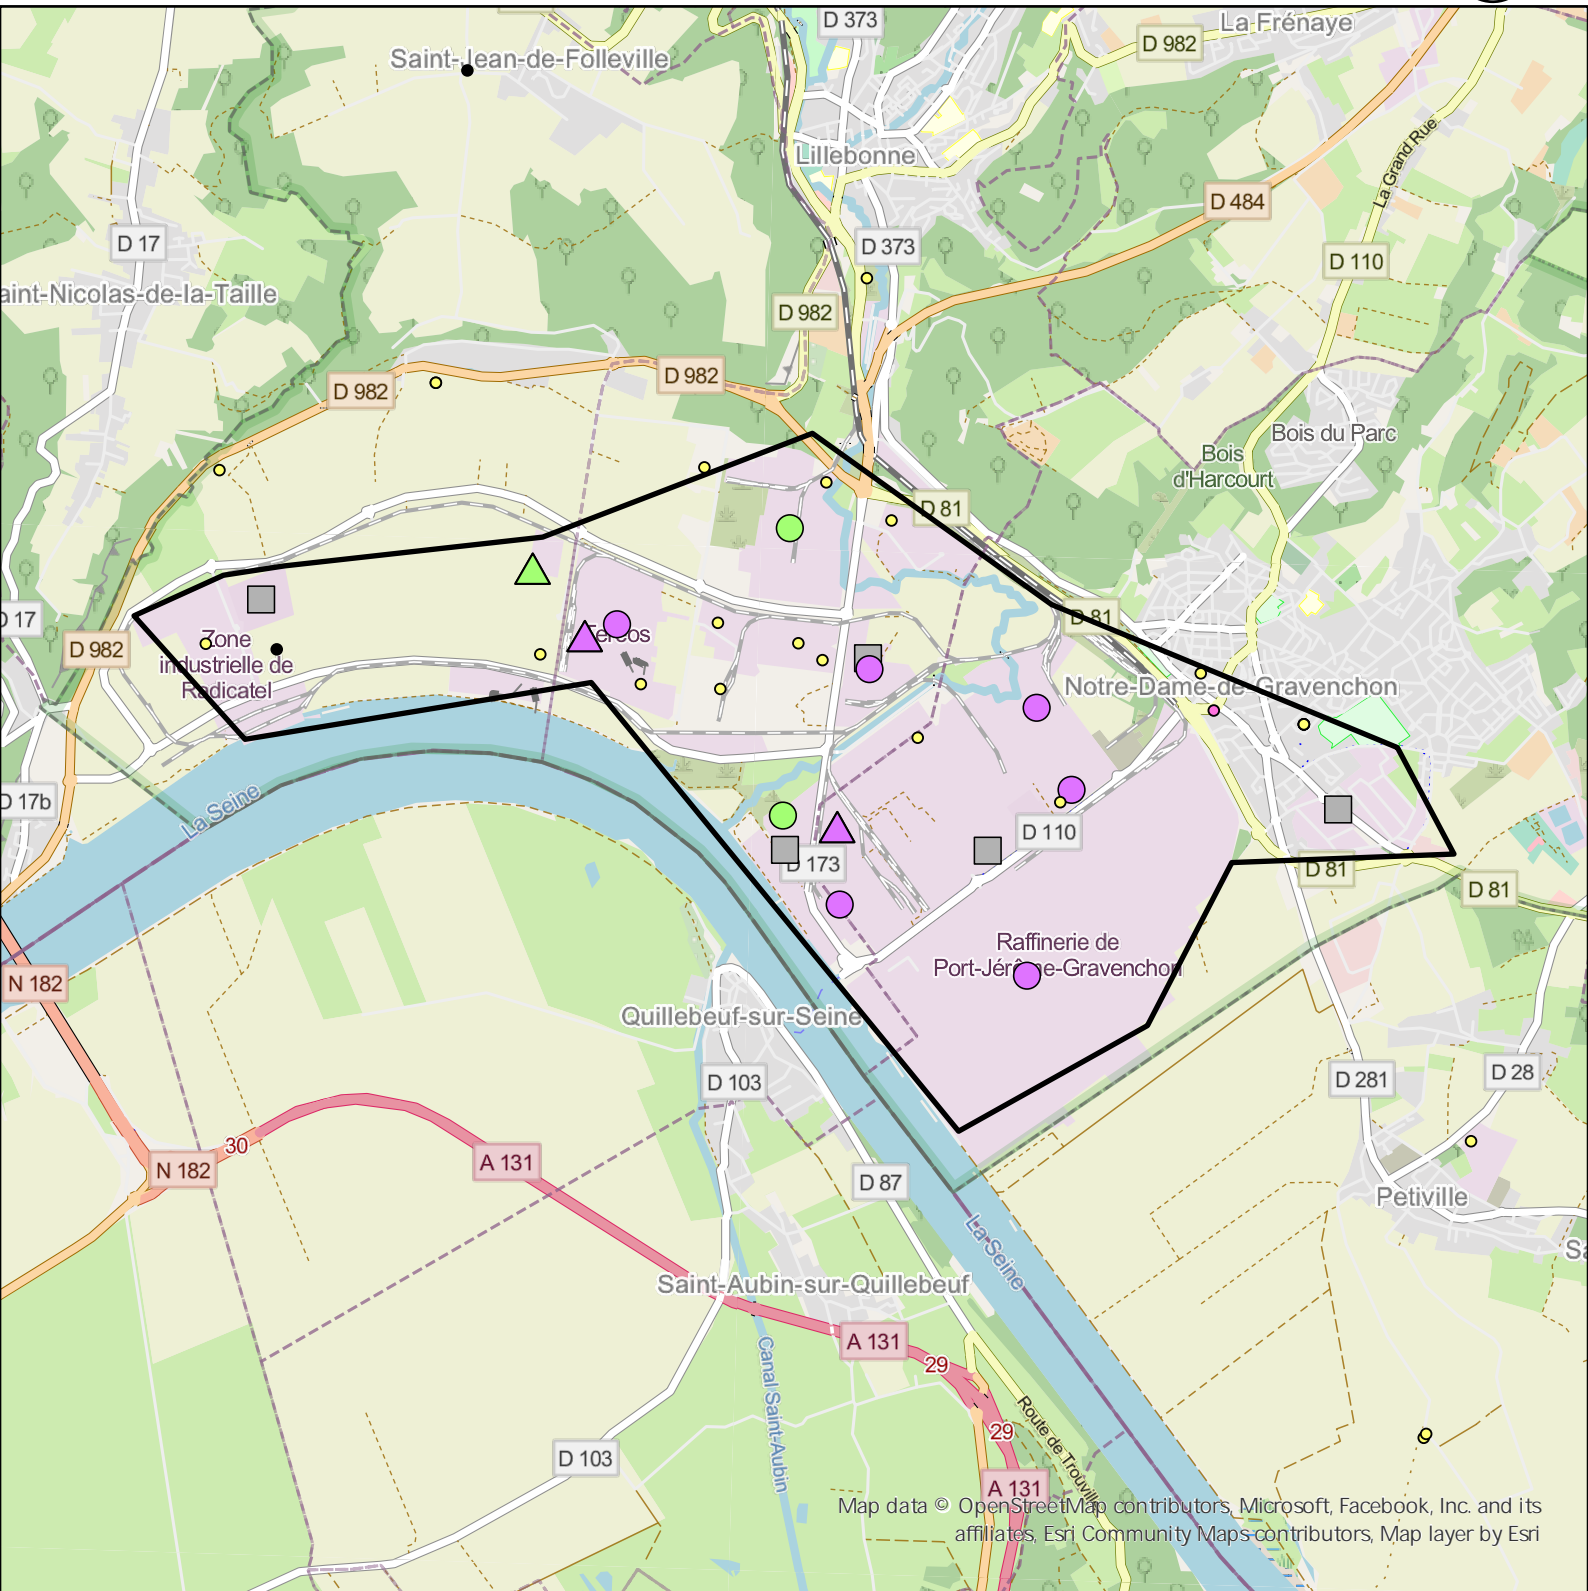 D 373
La Frénaye
D 982
Saint-Jean-de-Folleville
La Grand Rue
Lillebonne
D 484
D 17
D 373
D 110
aint-Nicolas-de-la-Taille
D 982
D 982
D 982
Bois du Parc
Bois
d'Harcourt
D 81
D 17
D 81
Zone
industrielle de
Radicatel
Tereos
D 982
Notre-Dame-de-Gravenchon
D 17b
La Seine
D 110
D 173
D 81
D 81
Raffinerie de
Port-Jérôme-Gravenchon
N 182
Quillebeuf-sur-Seine
D 103
D 281
D 28
30
N 182
A 131
D 87
Petiville
La Seine
Sa
Saint-Aubin-sur-Quillebeuf
A 131
29
Canal Saint-Aubin
Route de Trouville
29
D 103
A 131
Map data © OpenStreetMap contributors, Microsoft, Facebook, Inc. and its
affiliates, Esri Community Maps contributors, Map layer by Esri